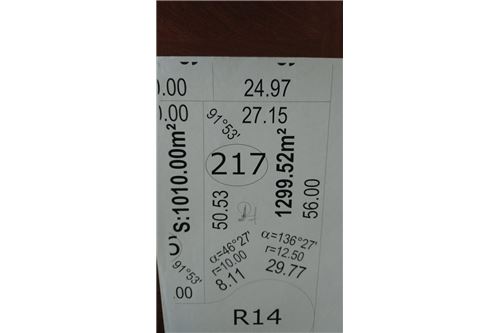 .00 24.97
.00 27.15
91°53'
S:1010.00m²
217
1299.52m²
50.53
56.00
α=46°27'
r=10.00
8.11
α=136°27'
r=12.50
29.77
91°53'
.00
R14